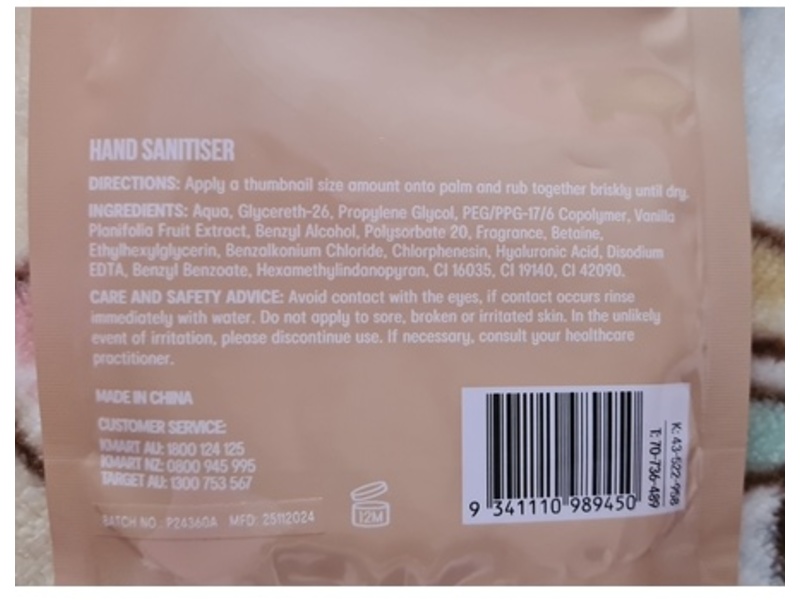 HAND SANITISER
DIRECTIONS: Apply a thumbnail size amount onto palm and rub together briskly until dry.
INGREDIENTS: Aqua, Glycereth-26, Propylene Glycol, PEG/PPG-17/6 Copolymer, Vanilla
Planifolia Fruit Extract, Benzyl Alcohol, Polysorbate 20, Fragrance, Betaine,
Ethylhexylglycerin, Benzalkonium Chloride, Chlorphenesin, Hyaluronic Acid, Disodium
EDTA, Benzyl Benzoate, Hexamethylindanopyran, CI 16035, CI 19140, CI 42090.
CARE AND SAFETY ADVICE: Avoid contact with the eyes, if contact occurs rinse
immediately with water. Do not apply to sore, broken or irritated skin. In the unlikely
event of irritation, please discontinue use. If necessary, consult your healthcare
practitioner.
MADE IN CHINA
CUSTOMER SERVICE:
KMART AU: 1800 124 125
KMART NZ: 0800 945 995
TARGET AU: 1300 753 567
BATCH NO. P24360A MFD: 25112024
12M
9 341110 989450
K: 43-522-958
T: 70-736-489